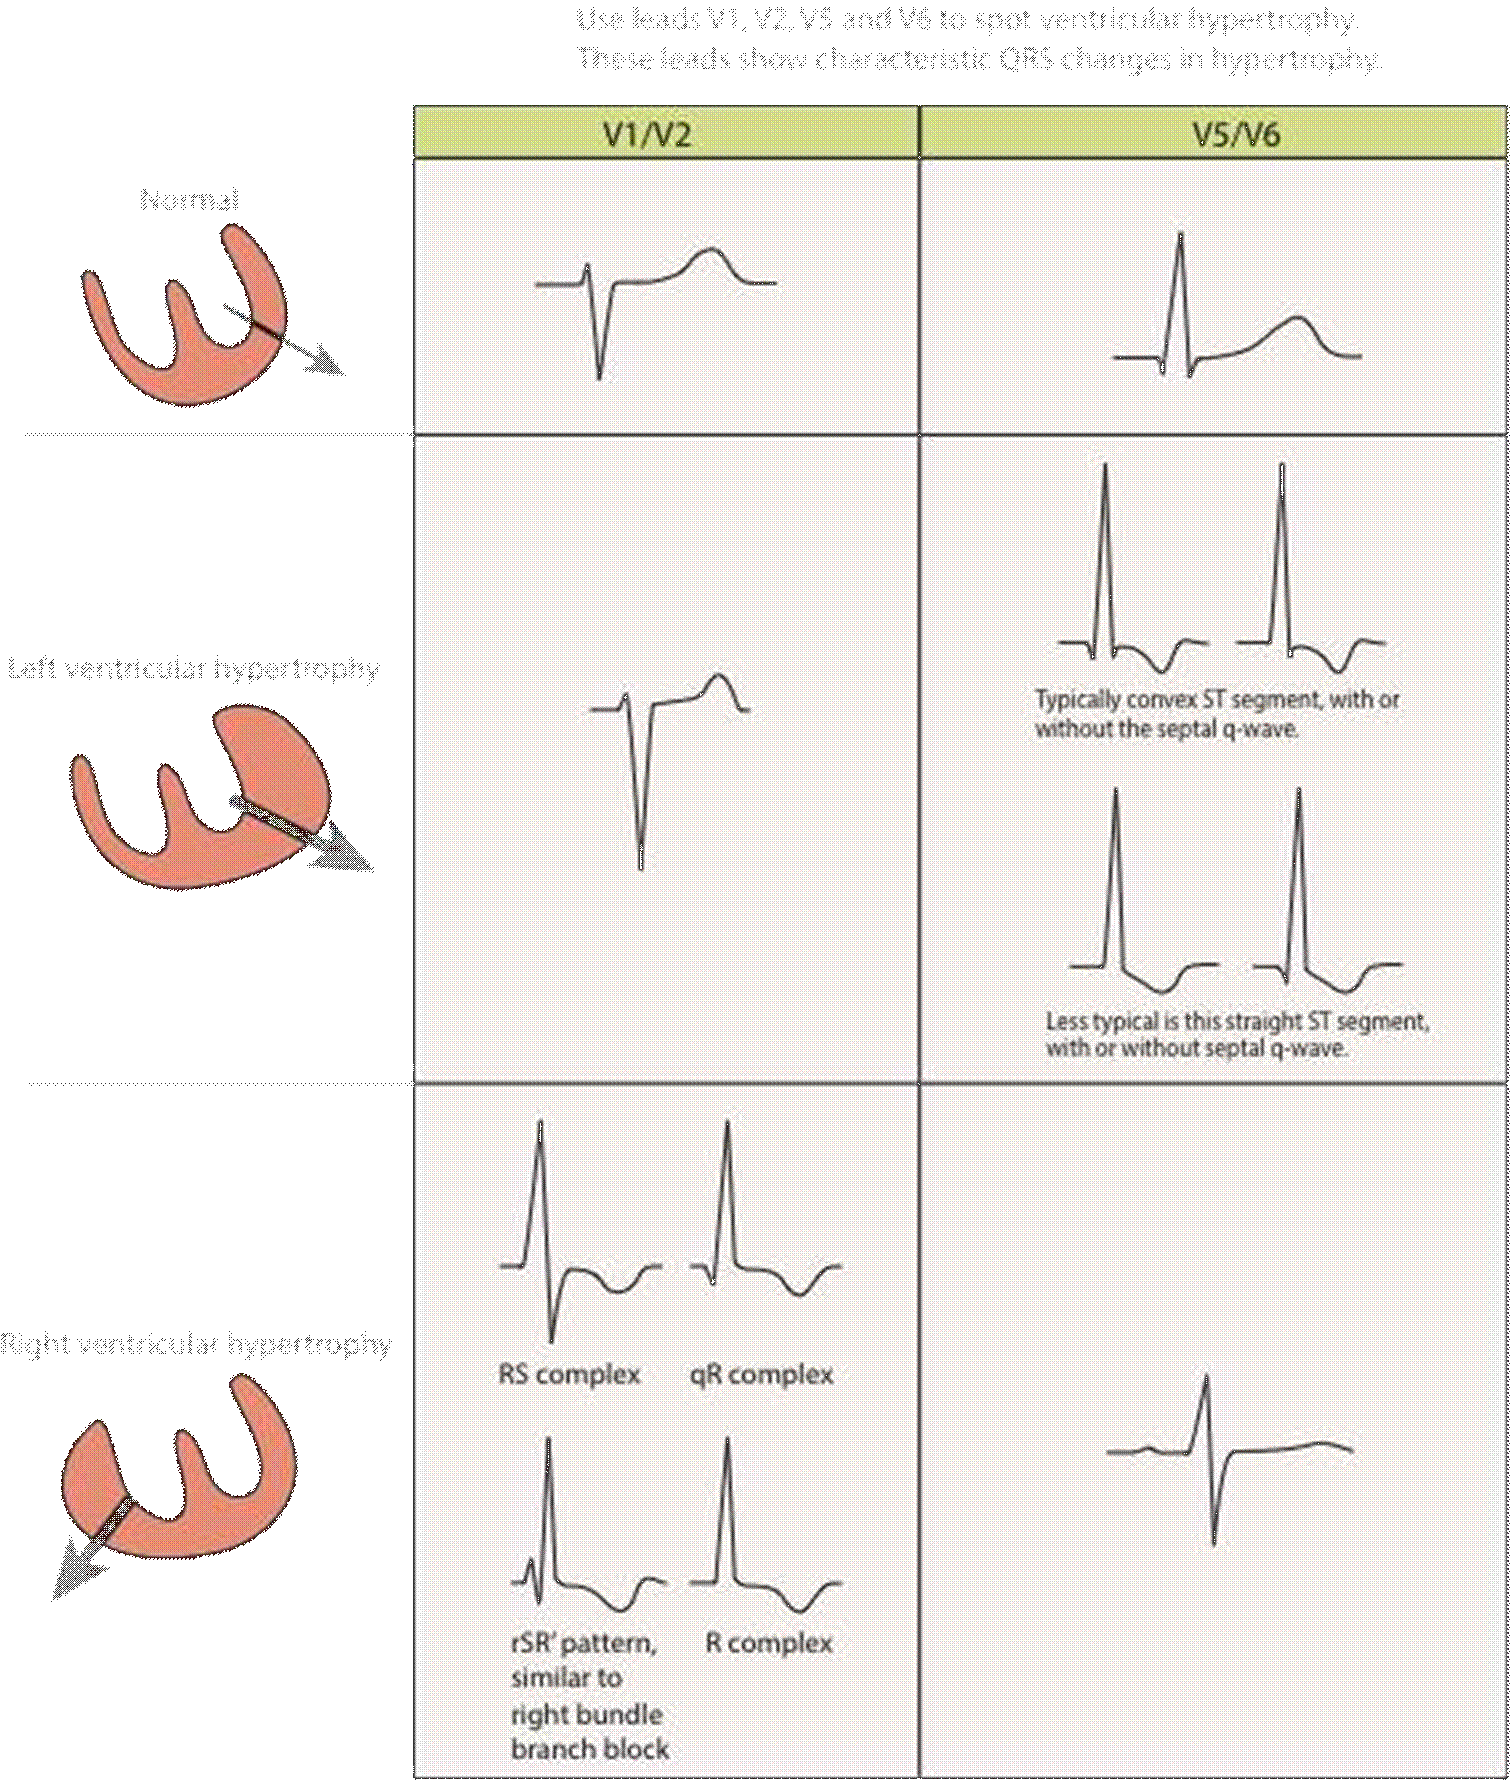 Use leads V1, V2, V5 and V6 to spot ventricular hypertrophy.
These leads show characteristic QRS changes in hypertrophy.
V1/V2
V5/V6
Normal
Left ventricular hypertrophy
Typically convex ST segment, with or
without the septal q-wave.
Less typical is this straight ST segment,
with or without septal q-wave.
Right ventricular hypertrophy
RS complex
qR complex
rSR' pattern,
similar to
right bundle
branch block
R complex